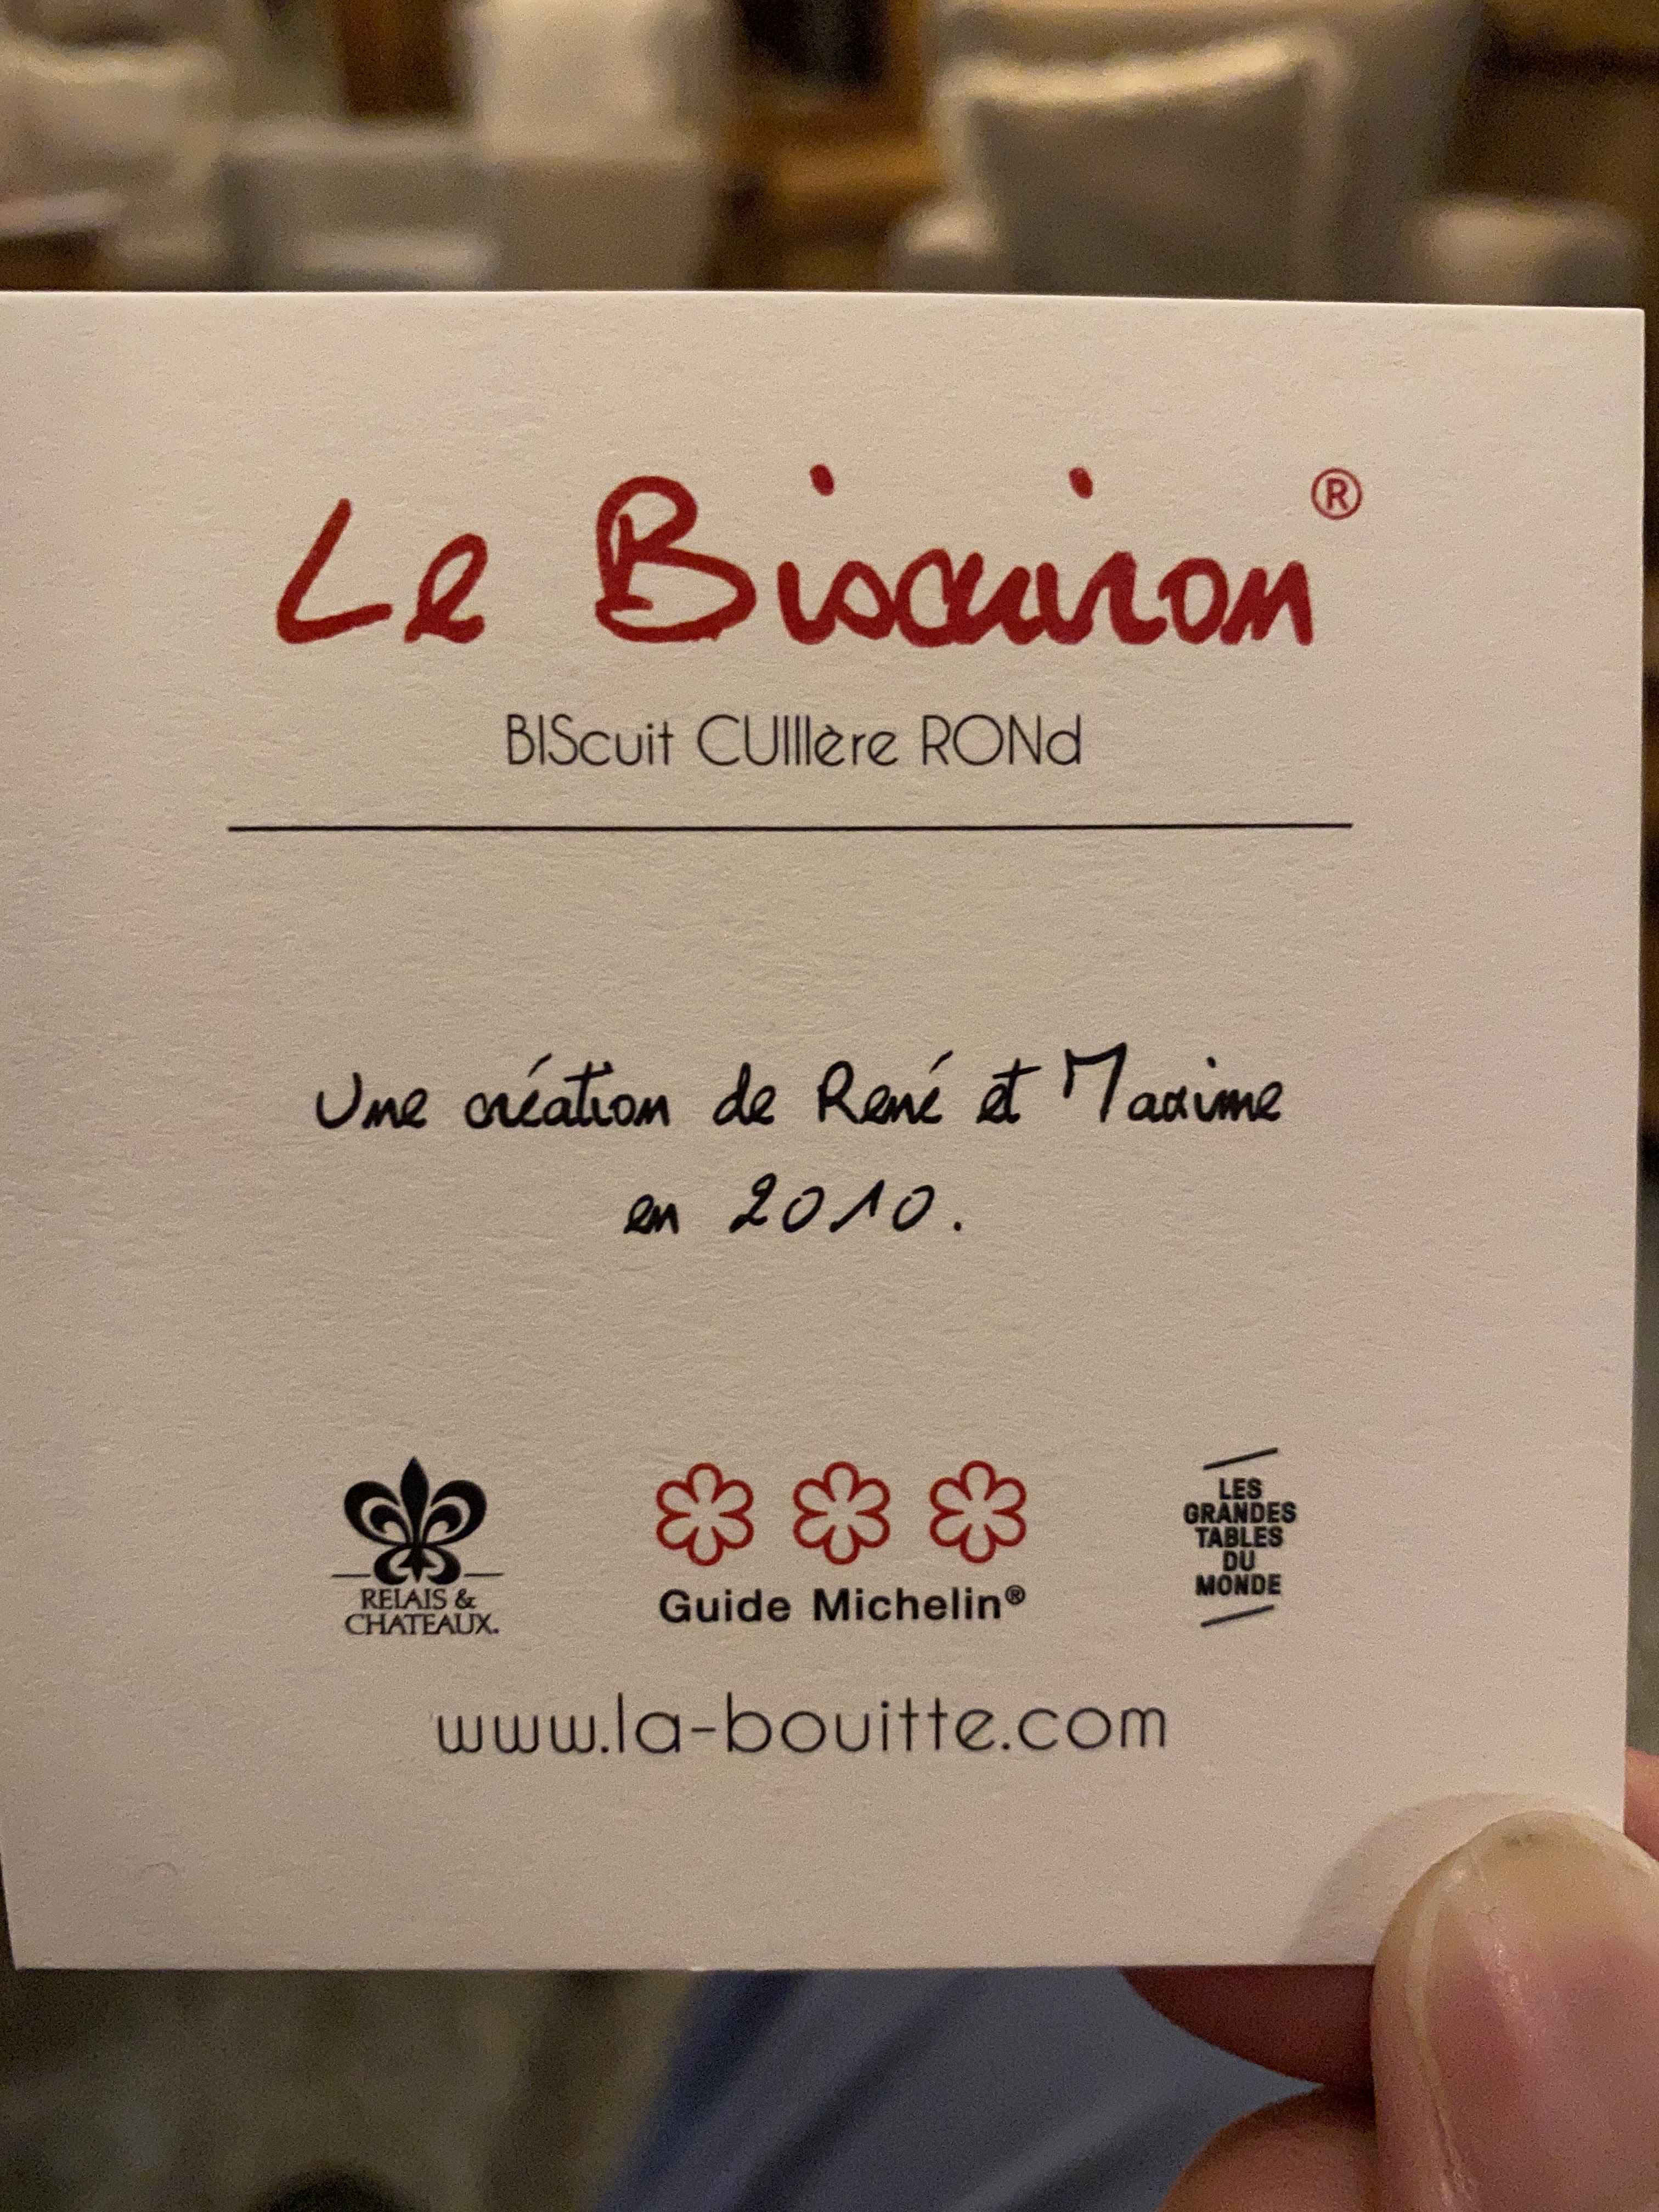 Le Biscuiron®
BIScuit CUIllère RONd
Une création de René et Maxime
en 2010.
RELAIS &
CHATEAUX.
Guide Michelin®
LES
GRANDES
TABLES
DU
MONDE
www.la-bouitte.com